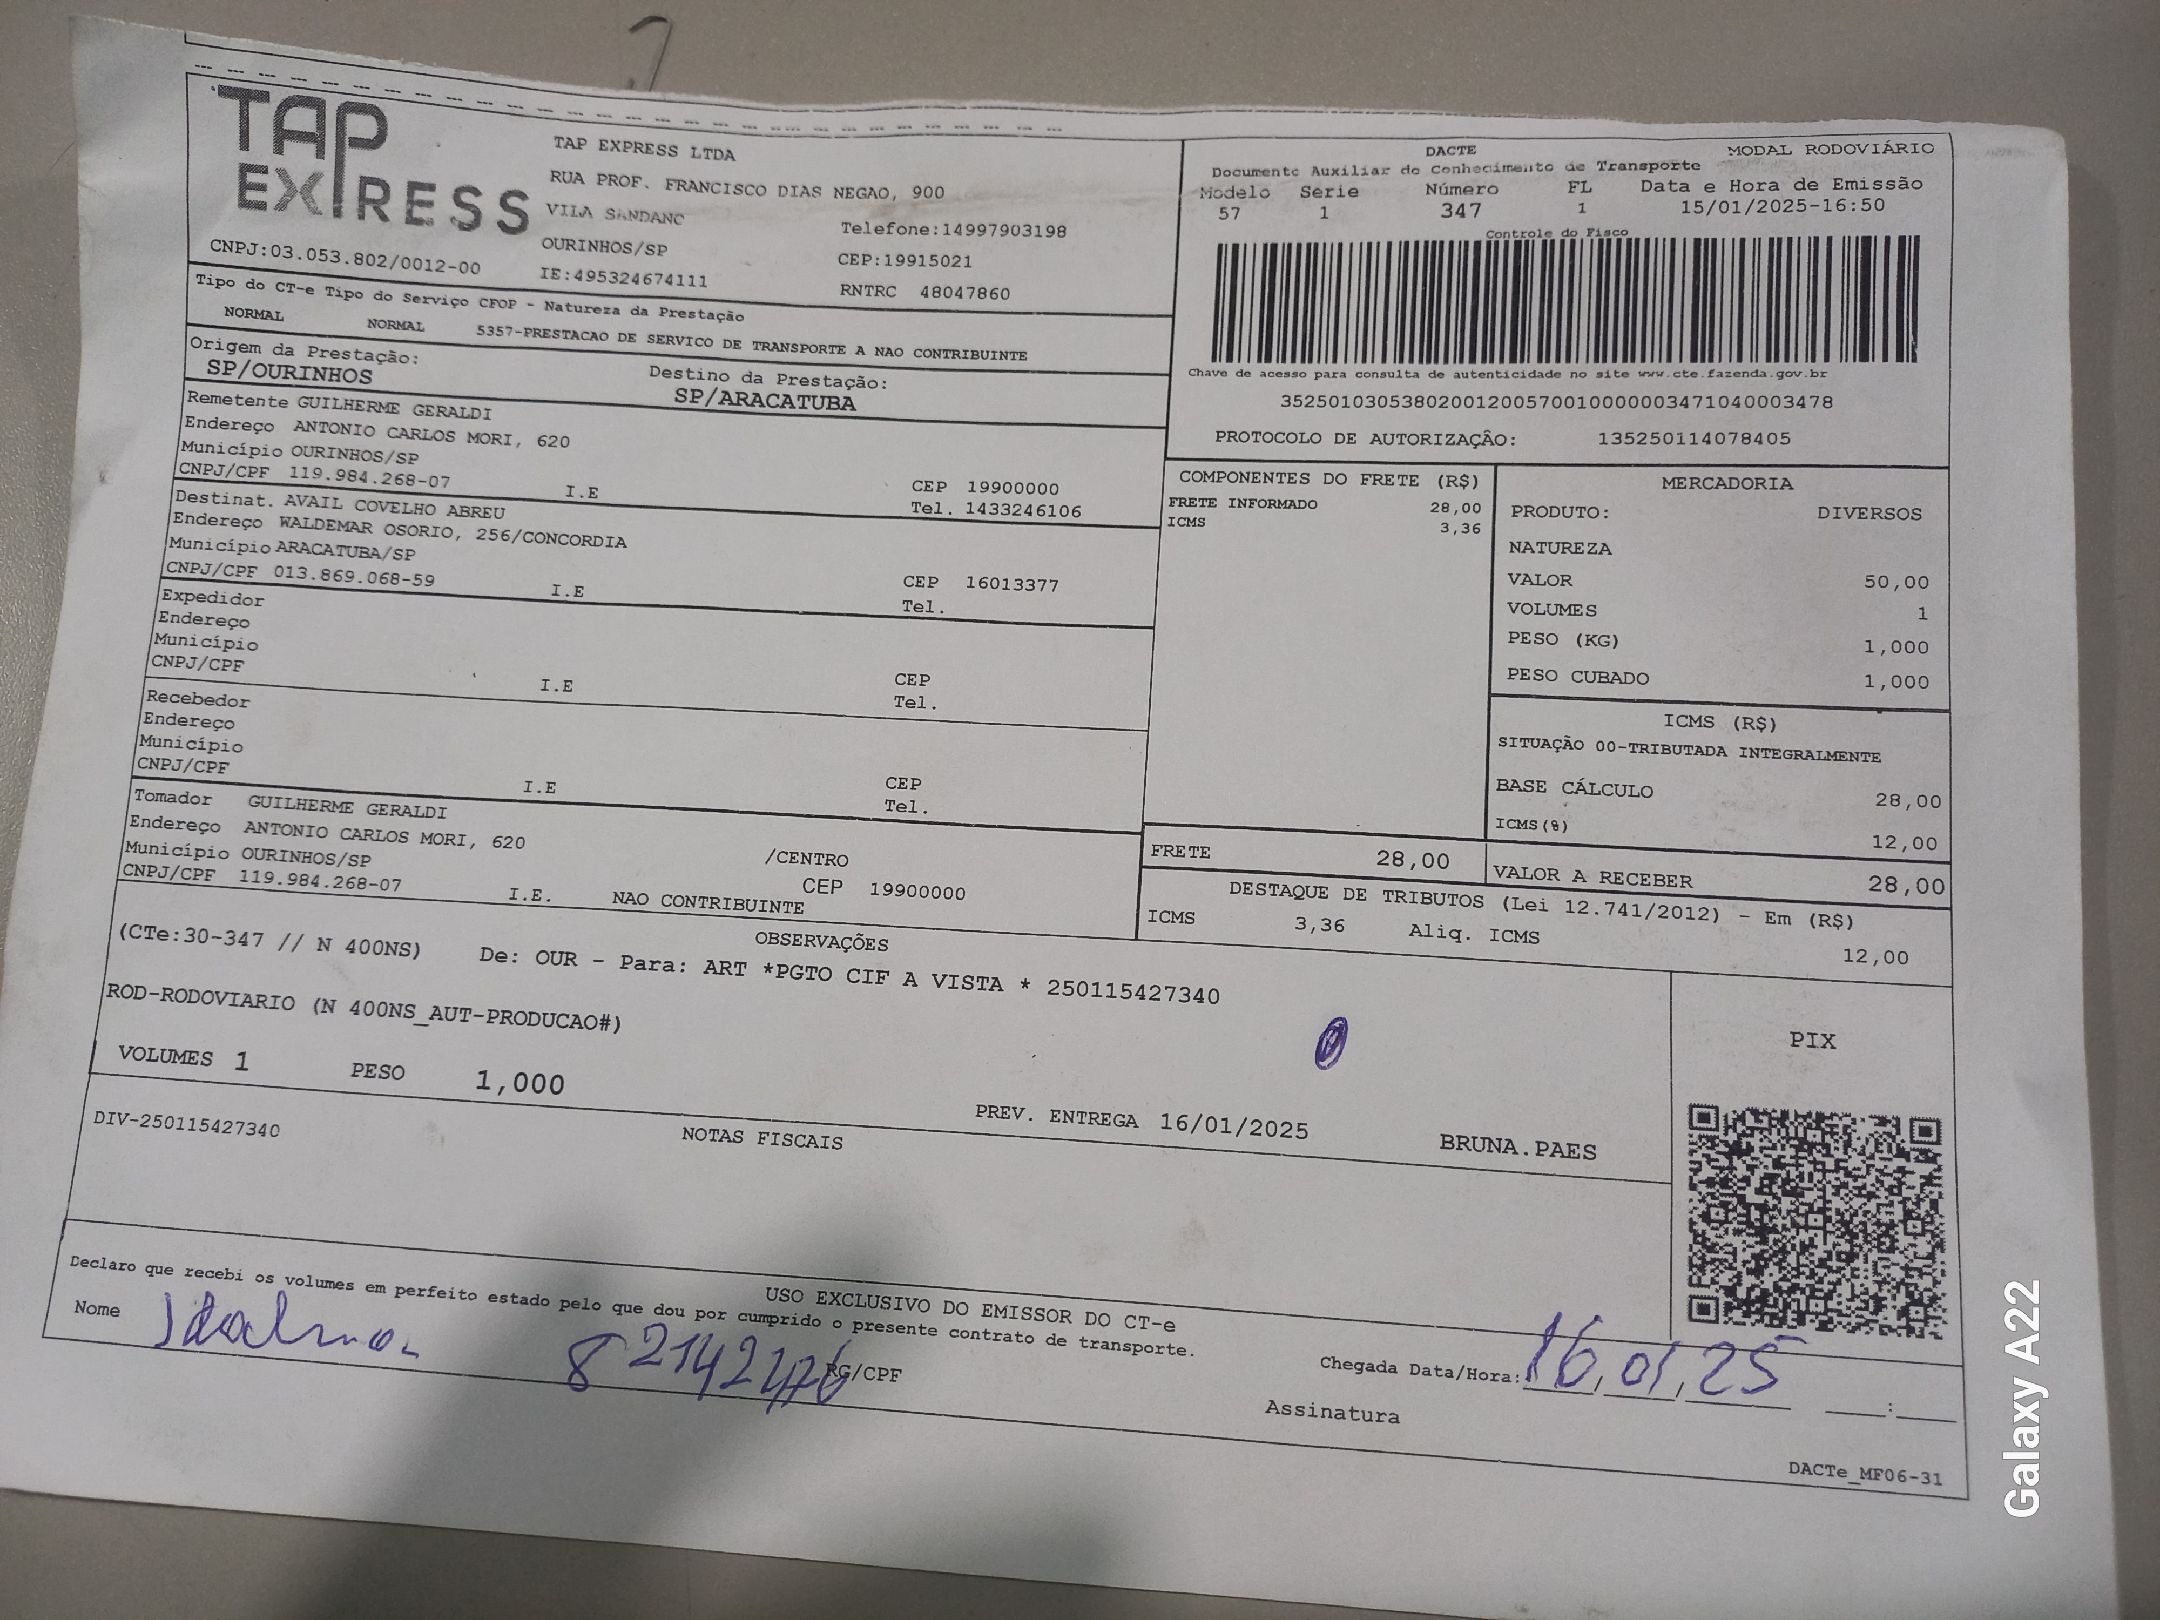 TAP
EXPRESS
CNPJ:03.053.802/0012-00
TAP EXPRESS LTDA
RUA PROF. FRANCISCO DIAS NEGAO, 900
VILA SANDANO
Telefone:14997903198
OURINHOS/SP
CEP:19915021
IE:495324674111
RNTRC 48047860
DACTE
MODAL RODOVIÁRIO
Documento Auxiliar do Conhecimento de Transporte
Modelo Serie Número FL Data e Hora de Emissão
57 1 347 1 15/01/2025-16:50
Controle do Fisco
Chave de acesso para consulta de autenticidade no site www.cte.fazenda.gov.br
35250103053802001200570010000003471040003478
PROTOCOLO DE AUTORIZAÇÃO: 135250114078405
Tipo do CT-e Tipo do Serviço CFOP - Natureza da Prestação
NORMAL NORMAL 5357-PRESTACAO DE SERVICO DE TRANSPORTE A NAO CONTRIBUINTE
Origem da Prestação:
SP/OURINHOS
Destino da Prestação:
SP/ARACATUBA
Remetente GUILHERME GERALDI
Endereço ANTONIO CARLOS MORI, 620
Município OURINHOS/SP
CEP 19900000
CNPJ/CPF 119.984.268-07 I.E
Tel. 1433246106
Destinat. AVAIL COVELHO ABREU
Endereço WALDEMAR OSORIO, 256/CONCORDIA
Município ARACATUBA/SP
CEP 16013377
CNPJ/CPF 013.869.068-59 I.E
Tel.
Expedidor
Endereço
Município
CEP
CNPJ/CPF I.E
Tel.
Recebedor
Endereço
Município
CEP
CNPJ/CPF I.E
Tel.
Tomador GUILHERME GERALDI
Endereço ANTONIO CARLOS MORI, 620 /CENTRO
Município OURINHOS/SP CEP 19900000
CNPJ/CPF 119.984.268-07 I.E. NAO CONTRIBUINTE
COMPONENTES DO FRETE (R$)
FRETE INFORMADO 28,00
ICMS 3,36
MERCADORIA
PRODUTO: DIVERSOS
NATUREZA
VALOR 50,00
VOLUMES 1
PESO (KG) 1,000
PESO CUBADO 1,000
ICMS (R$)
SITUAÇÃO 00-TRIBUTADA INTEGRALMENTE
BASE CÁLCULO 28,00
ICMS(%) 12,00
FRETE 28,00
VALOR A RECEBER 28,00
DESTAQUE DE TRIBUTOS (Lei 12.741/2012) - Em (R$)
ICMS 3,36 Aliq. ICMS 12,00
OBSERVAÇÕES
(CTe:30-347 // N 400NS) De: OUR - Para: ART *PGTO CIF A VISTA * 250115427340
ROD-RODOVIARIO (N 400NS_AUT-PRODUCAO#)
VOLUMES 1 PESO 1,000
PREV. ENTREGA 16/01/2025 BRUNA.PAES
PIX
DIV-250115427340
NOTAS FISCAIS
USO EXCLUSIVO DO EMISSOR DO CT-e
Declaro que recebi os volumes em perfeito estado pelo que dou por cumprido o presente contrato de transporte.
Nome
RG/CPF
Chegada Data/Hora: 16,01,25 :
Assinatura
DACTe_MF06-31
Galaxy A22